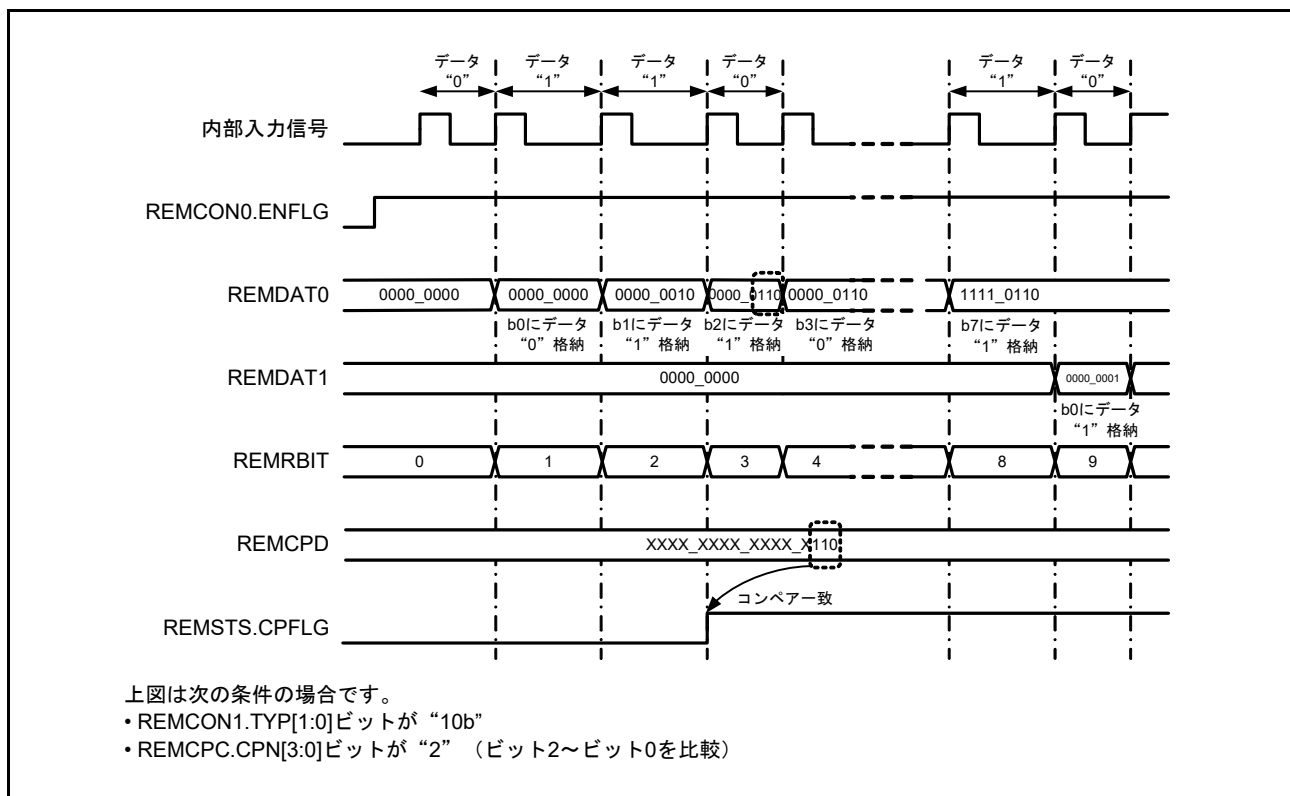 データ データ データ データ データ データ
“0” “1” “1” “0” “1” “0”
内部入力信号
REMCON0.ENFLG
REMDAT0 0000_0000 0000_0000 0000_0010 0000_0110 0000_0110 1111_0110
b0にデータ b1にデータ b2にデータ b3にデータ b7にデータ
“0”格納 “1”格納 “1”格納 “0”格納 “1”格納
REMDAT1 0000_0000 0000_0001
b0にデータ
“1”格納
REMRBIT 0 1 2 3 4 8 9
REMCPD XXXX_XXXX_XXXX_X110
コンペア一致
REMSTS.CPFLG
上図は次の条件の場合です。
• REMCON1.TYP[1:0]ビットが“10b”
• REMCPC.CPN[3:0]ビットが“2” (ビット2~ビット0を比較)